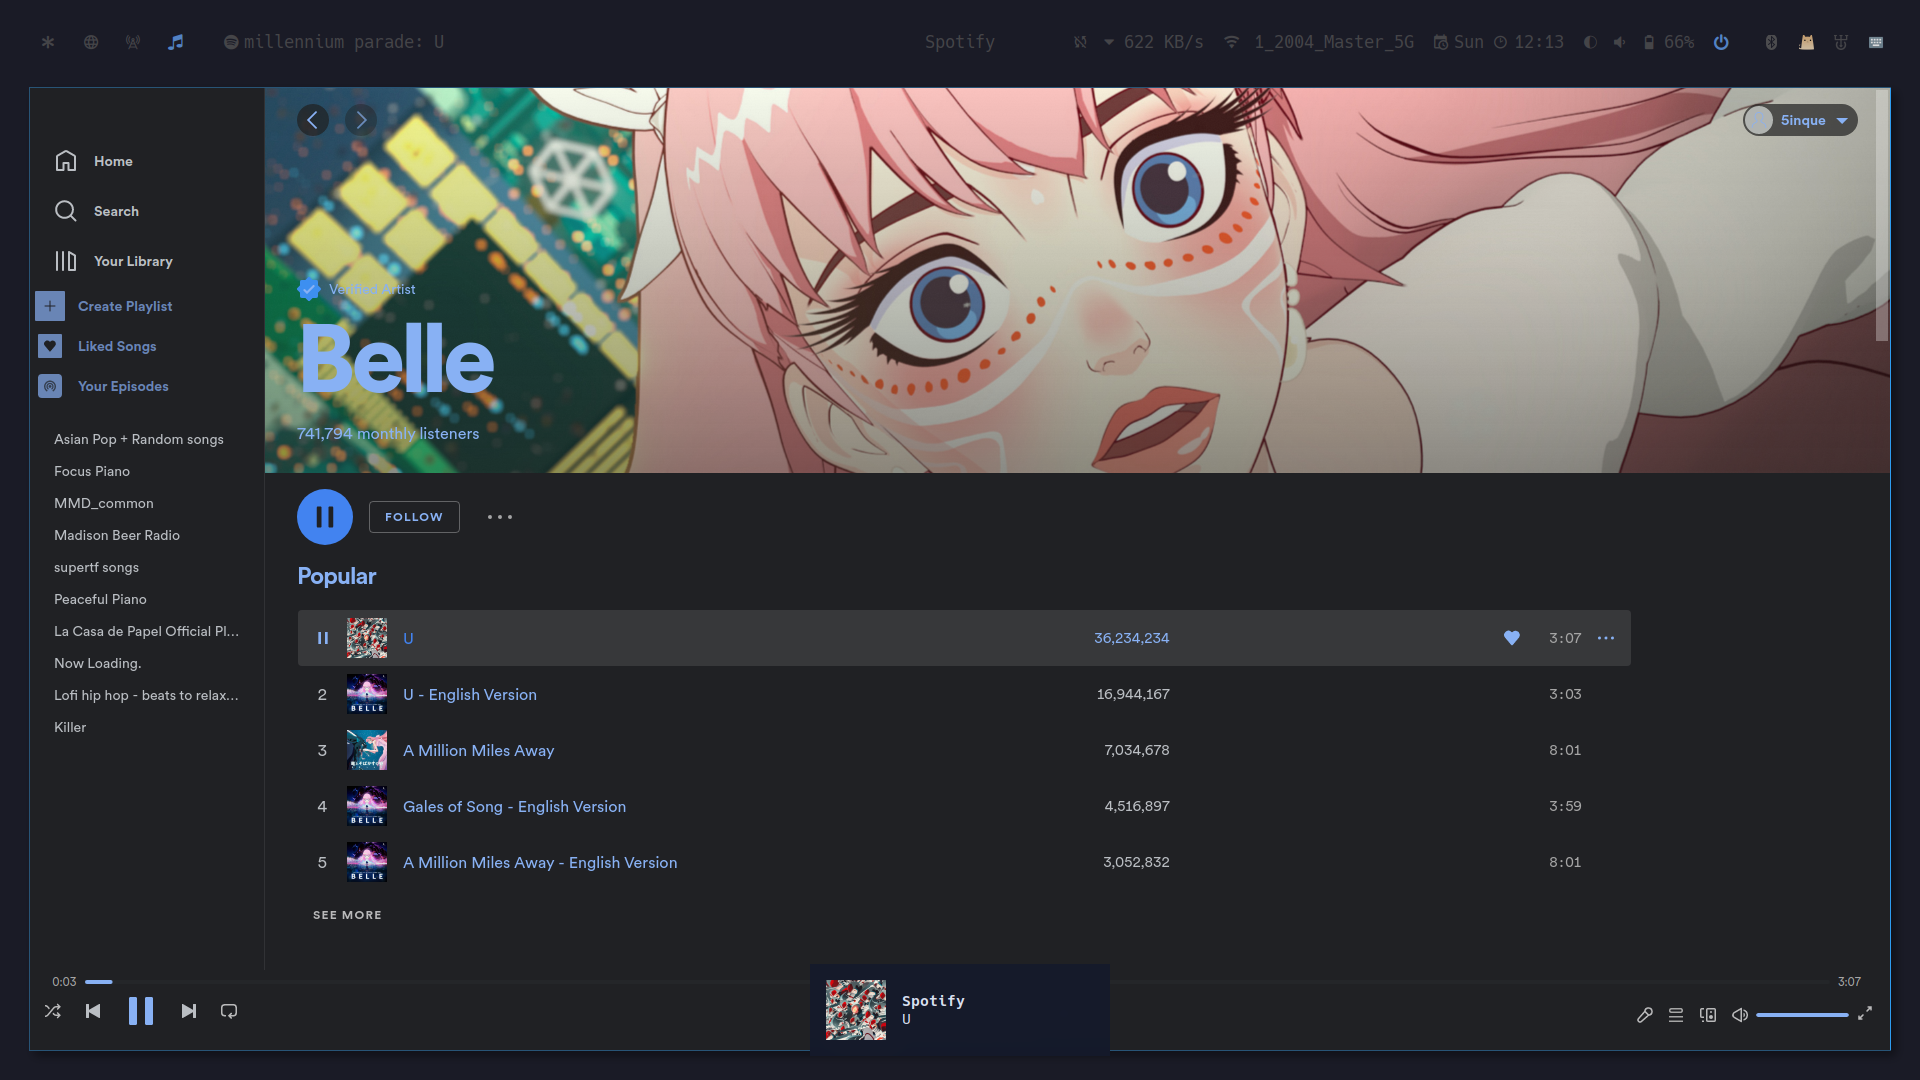 millennium parade: U
Spotify
622 KB/s
1_2004_Master_5G
Sun
12:13
66%
5inque
Home
Search
Your Library
Create Playlist
Liked Songs
Your Episodes
Asian Pop + Random songs
Focus Piano
MMD_common
Madison Beer Radio
supertf songs
Peaceful Piano
La Casa de Papel Official Pl...
Now Loading.
Lofi hip hop - beats to relax...
Killer
Verified Artist
Belle
741,794 monthly listeners
FOLLOW
Popular
U 36,234,234 3:07
2 U - English Version 16,944,167 3:03
3 A Million Miles Away 7,034,678 8:01
4 Gales of Song - English Version 4,516,897 3:59
5 A Million Miles Away - English Version 3,052,832 8:01
BELLE
BELLE
BELLE
SEE MORE
0:03
3:07
Spotify
U